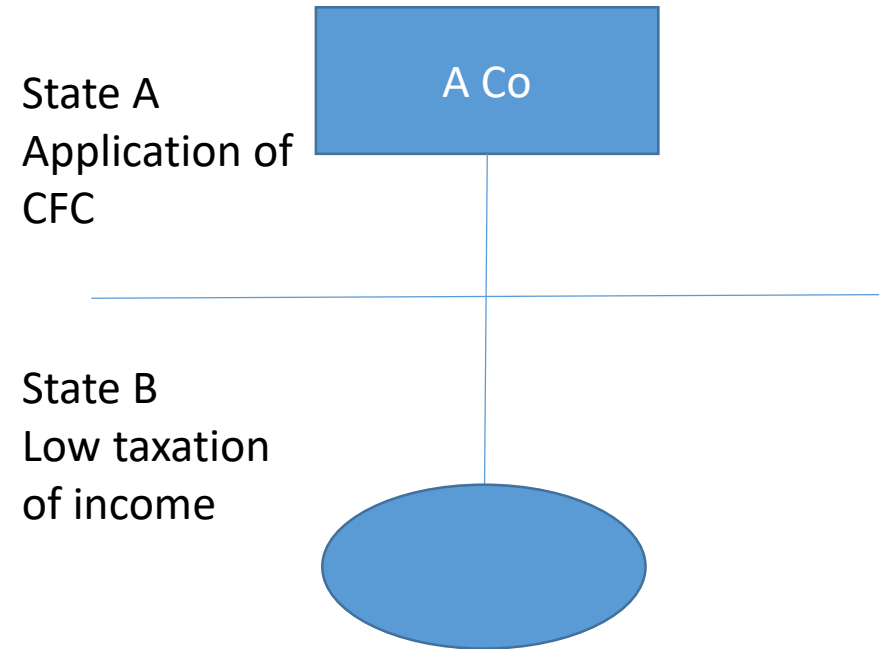 A Co
State A
Application of
CFC
State B
Low taxation
of income